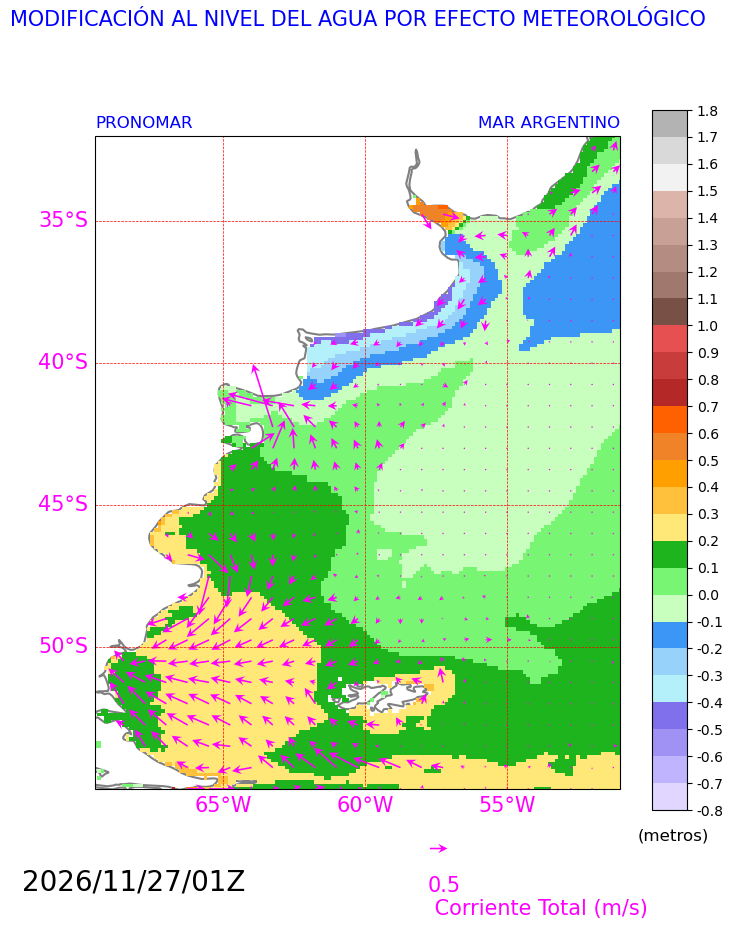 MODIFICACIÓN AL NIVEL DEL AGUA POR EFECTO METEOROLÓGICO
PRONOMAR
MAR ARGENTINO
35°S
40°S
45°S
50°S
65°W
60°W
55°W
1.8
1.7
1.6
1.5
1.4
1.3
1.2
1.1
1.0
0.9
0.8
0.7
0.6
0.5
0.4
0.3
0.2
0.1
0.0
-0.1
-0.2
-0.3
-0.4
-0.5
-0.6
-0.7
-0.8
(metros)
2026/11/27/01Z
0.5
Corriente Total (m/s)